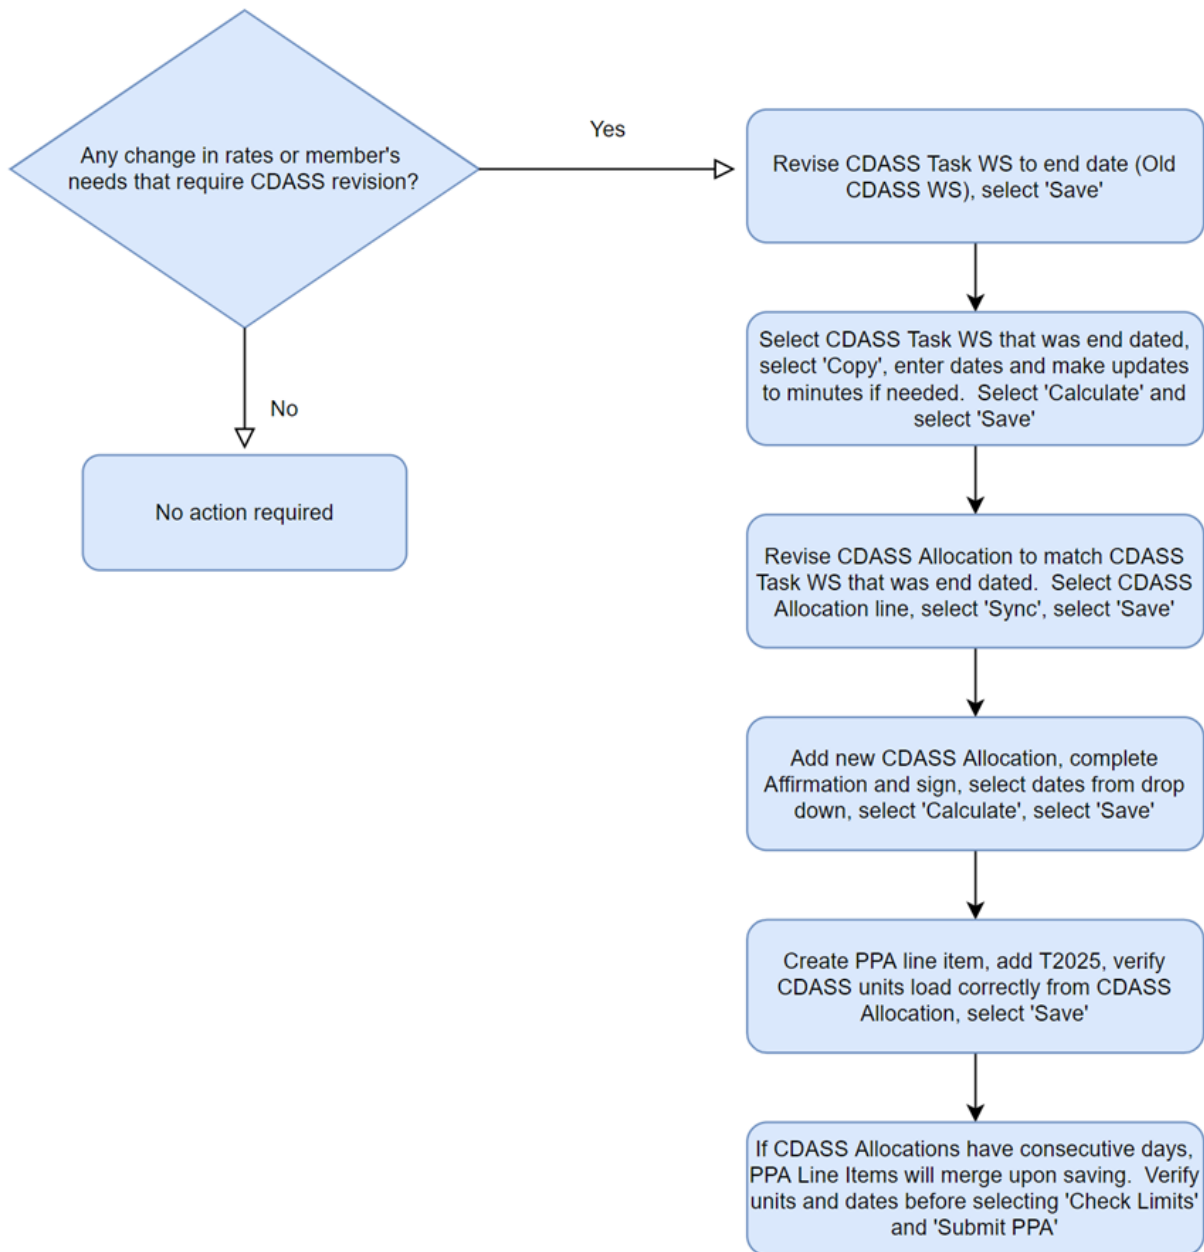 Any change in rates or member's
needs that require CDASS revision?
Yes
Revise CDASS Task WS to end date (Old
CDASS WS), select 'Save'
Select CDASS Task WS that was end dated,
select 'Copy', enter dates and make updates
to minutes if needed.  Select 'Calculate' and
select 'Save'
No
No action required
Revise CDASS Allocation to match CDASS
Task WS that was end dated.  Select CDASS
Allocation line, select 'Sync', select 'Save'
Add new CDASS Allocation, complete
Affirmation and sign, select dates from drop
down, select 'Calculate', select 'Save'
Create PPA line item, add T2025, verify
CDASS units load correctly from CDASS
Allocation, select 'Save'
If CDASS Allocations have consecutive days,
PPA Line Items will merge upon saving.  Verify
units and dates before selecting 'Check Limits'
and 'Submit PPA'